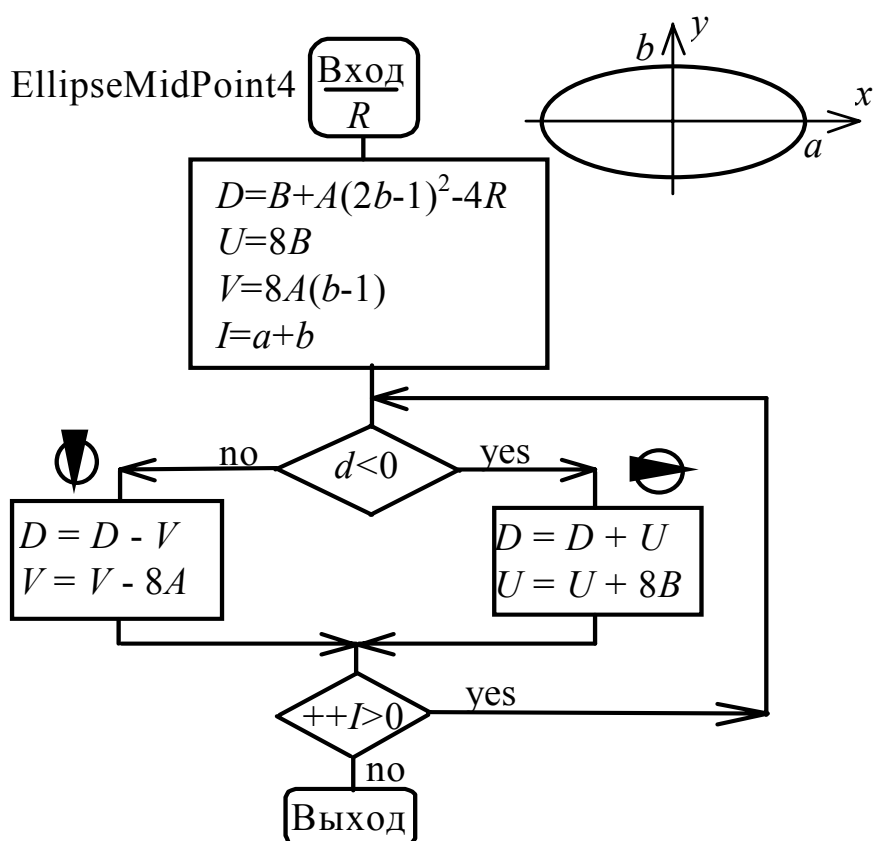 EllipseMidPoint4
Вход
R
y
b
x
a
D=B+A(2b-1)²-4R
U=8B
V=8A(b-1)
I=a+b
no
d<0
yes
D = D - V
V = V - 8A
D = D + U
U = U + 8B
++I>0
yes
no
Выход